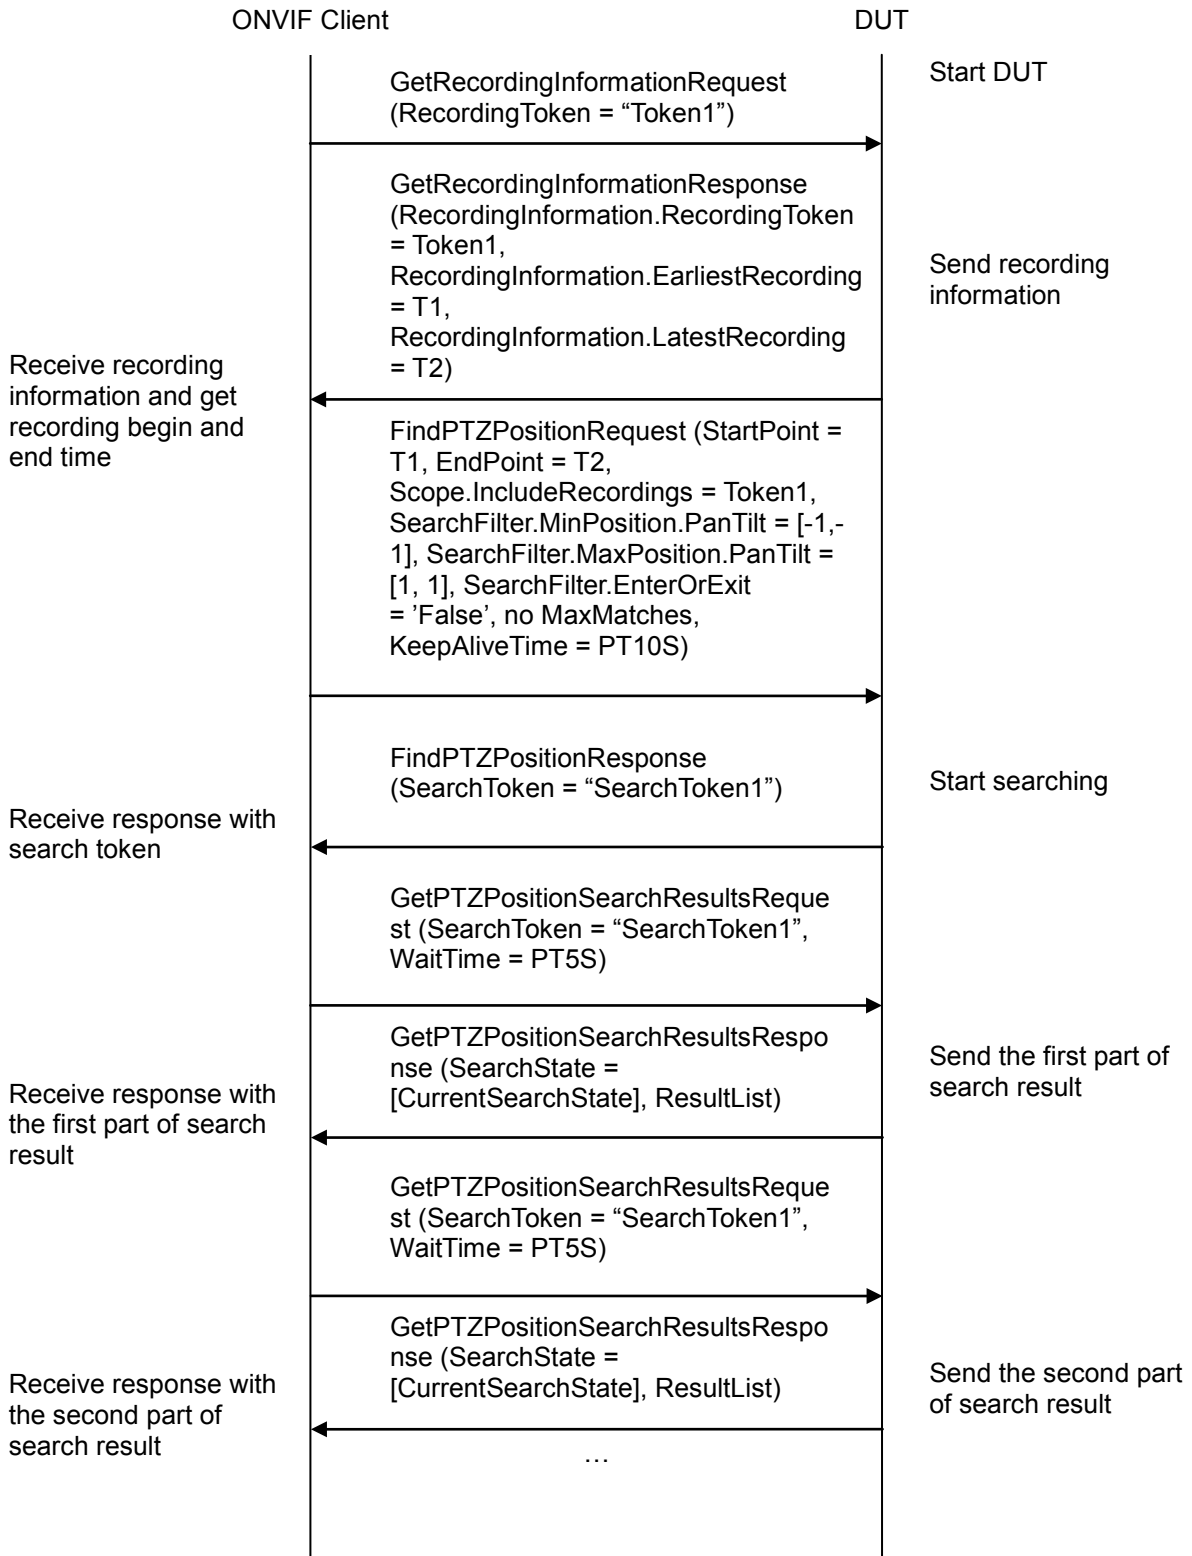 ONVIF Client
DUT
Start DUT
GetRecordingInformationRequest
(RecordingToken = “Token1”)
GetRecordingInformationResponse
(RecordingInformation.RecordingToken
= Token1,
RecordingInformation.EarliestRecording
= T1,
RecordingInformation.LatestRecording
= T2)
Send recording
information
Receive recording
information and get
recording begin and
end time
FindPTZPositionRequest (StartPoint =
T1, EndPoint = T2,
Scope.IncludeRecordings = Token1,
SearchFilter.MinPosition.PanTilt = [-1,-
1], SearchFilter.MaxPosition.PanTilt =
[1, 1], SearchFilter.EnterOrExit
= ’False’, no MaxMatches,
KeepAliveTime = PT10S)
FindPTZPositionResponse
(SearchToken = “SearchToken1”)
Start searching
Receive response with
search token
GetPTZPositionSearchResultsReque
st (SearchToken = “SearchToken1”,
WaitTime = PT5S)
GetPTZPositionSearchResultsRespo
nse (SearchState =
[CurrentSearchState], ResultList)
Send the first part of
search result
Receive response with
the first part of search
result
GetPTZPositionSearchResultsReque
st (SearchToken = “SearchToken1”,
WaitTime = PT5S)
GetPTZPositionSearchResultsRespo
nse (SearchState =
[CurrentSearchState], ResultList)
Send the second part
of search result
Receive response with
the second part of
search result
…